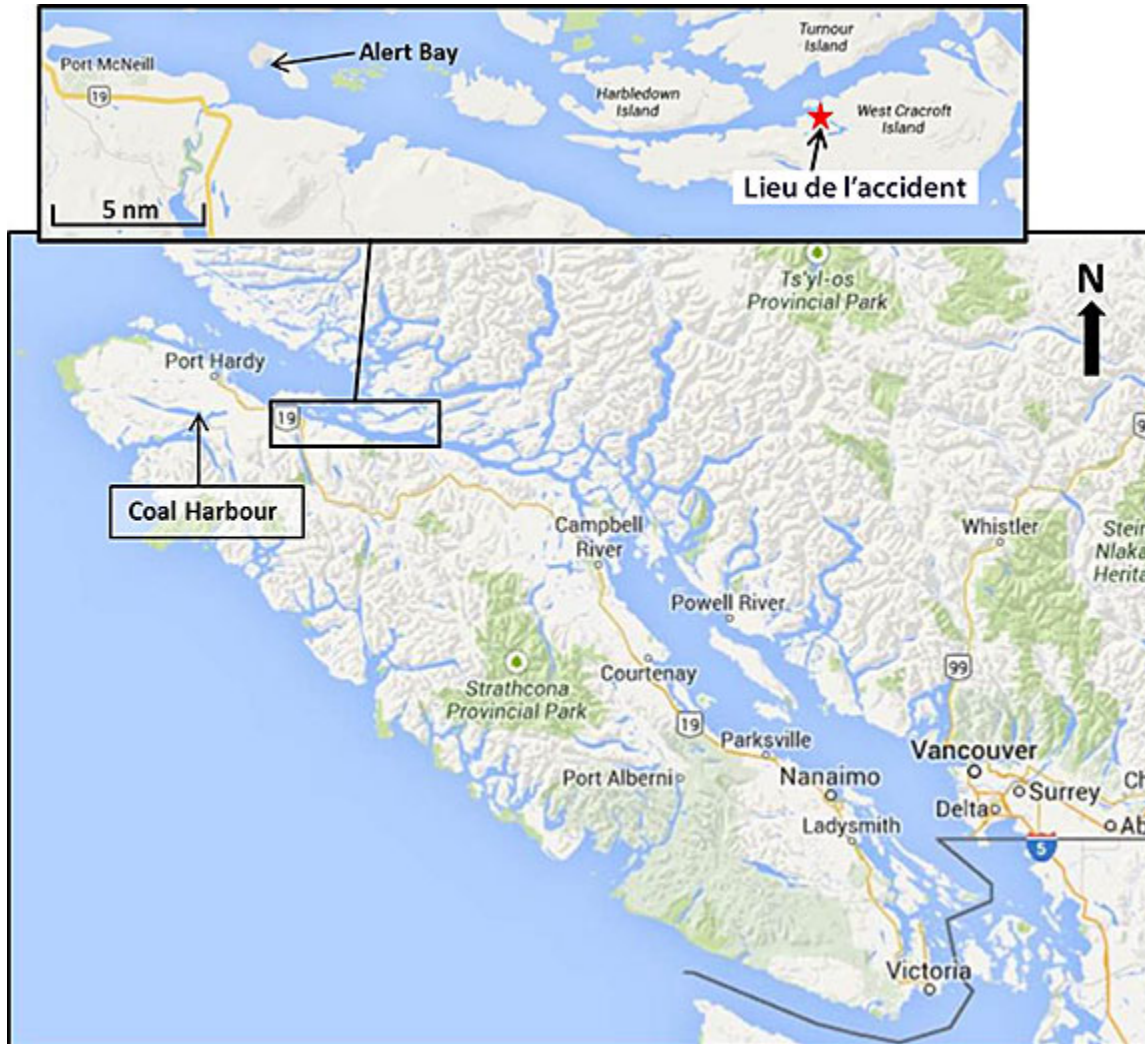 Turnour
Island
Alert Bay
Port McNeill
19
Harbledown
Island
West Cracroft
Island
Lieu de l'accident
5 nm
Ts'yl-os
Provincial Park
N
Port Hardy
19
Coal Harbour
Campbell
River
Whistler
Powell River
99
Courtenay
Strathcona
Provincial Park
19
Parksville
Vancouver
Port Alberni
Nanaimo
Surrey
Delta
Ladysmith
5
Victoria